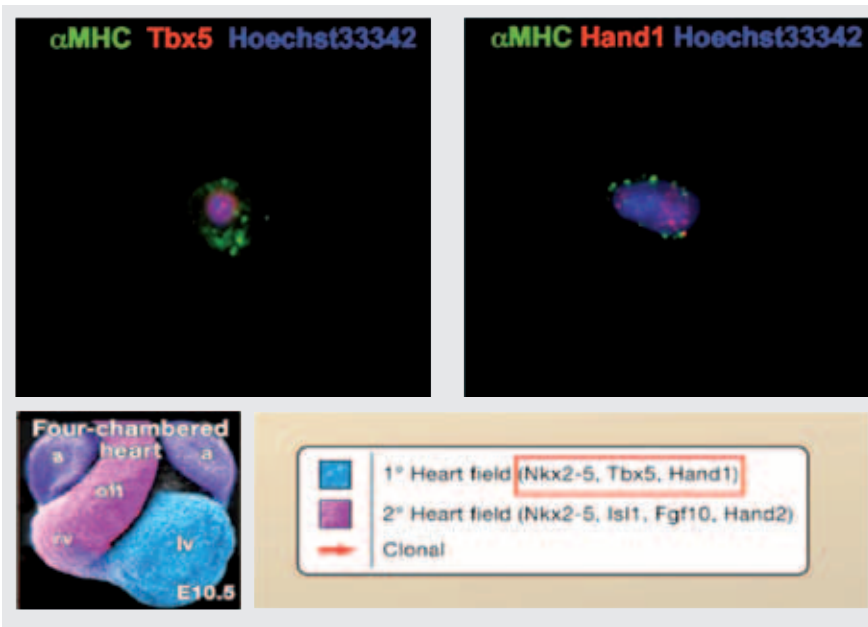 αMHC Tbx5 Hoechst33342
αMHC Hand1 Hoechst33342
Four-chambered
heart
a
a
oft
rv
lv
E10.5
1° Heart field (Nkx2-5, Tbx5, Hand1)
2° Heart field (Nkx2-5, Isl1, Fgf10, Hand2)
Clonal